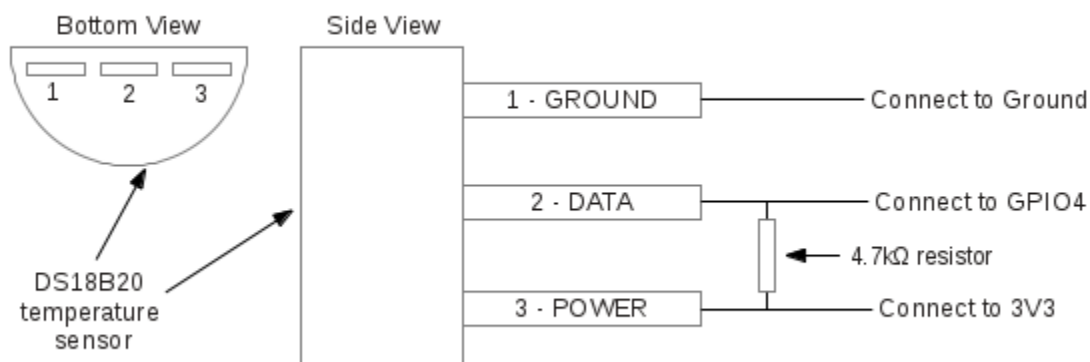 Bottom View
Side View
1
2
3
1 - GROUND
Connect to Ground
2 - DATA
Connect to GPIO4
4.7kΩ resistor
3 - POWER
Connect to 3V3
DS18B20
temperature
sensor